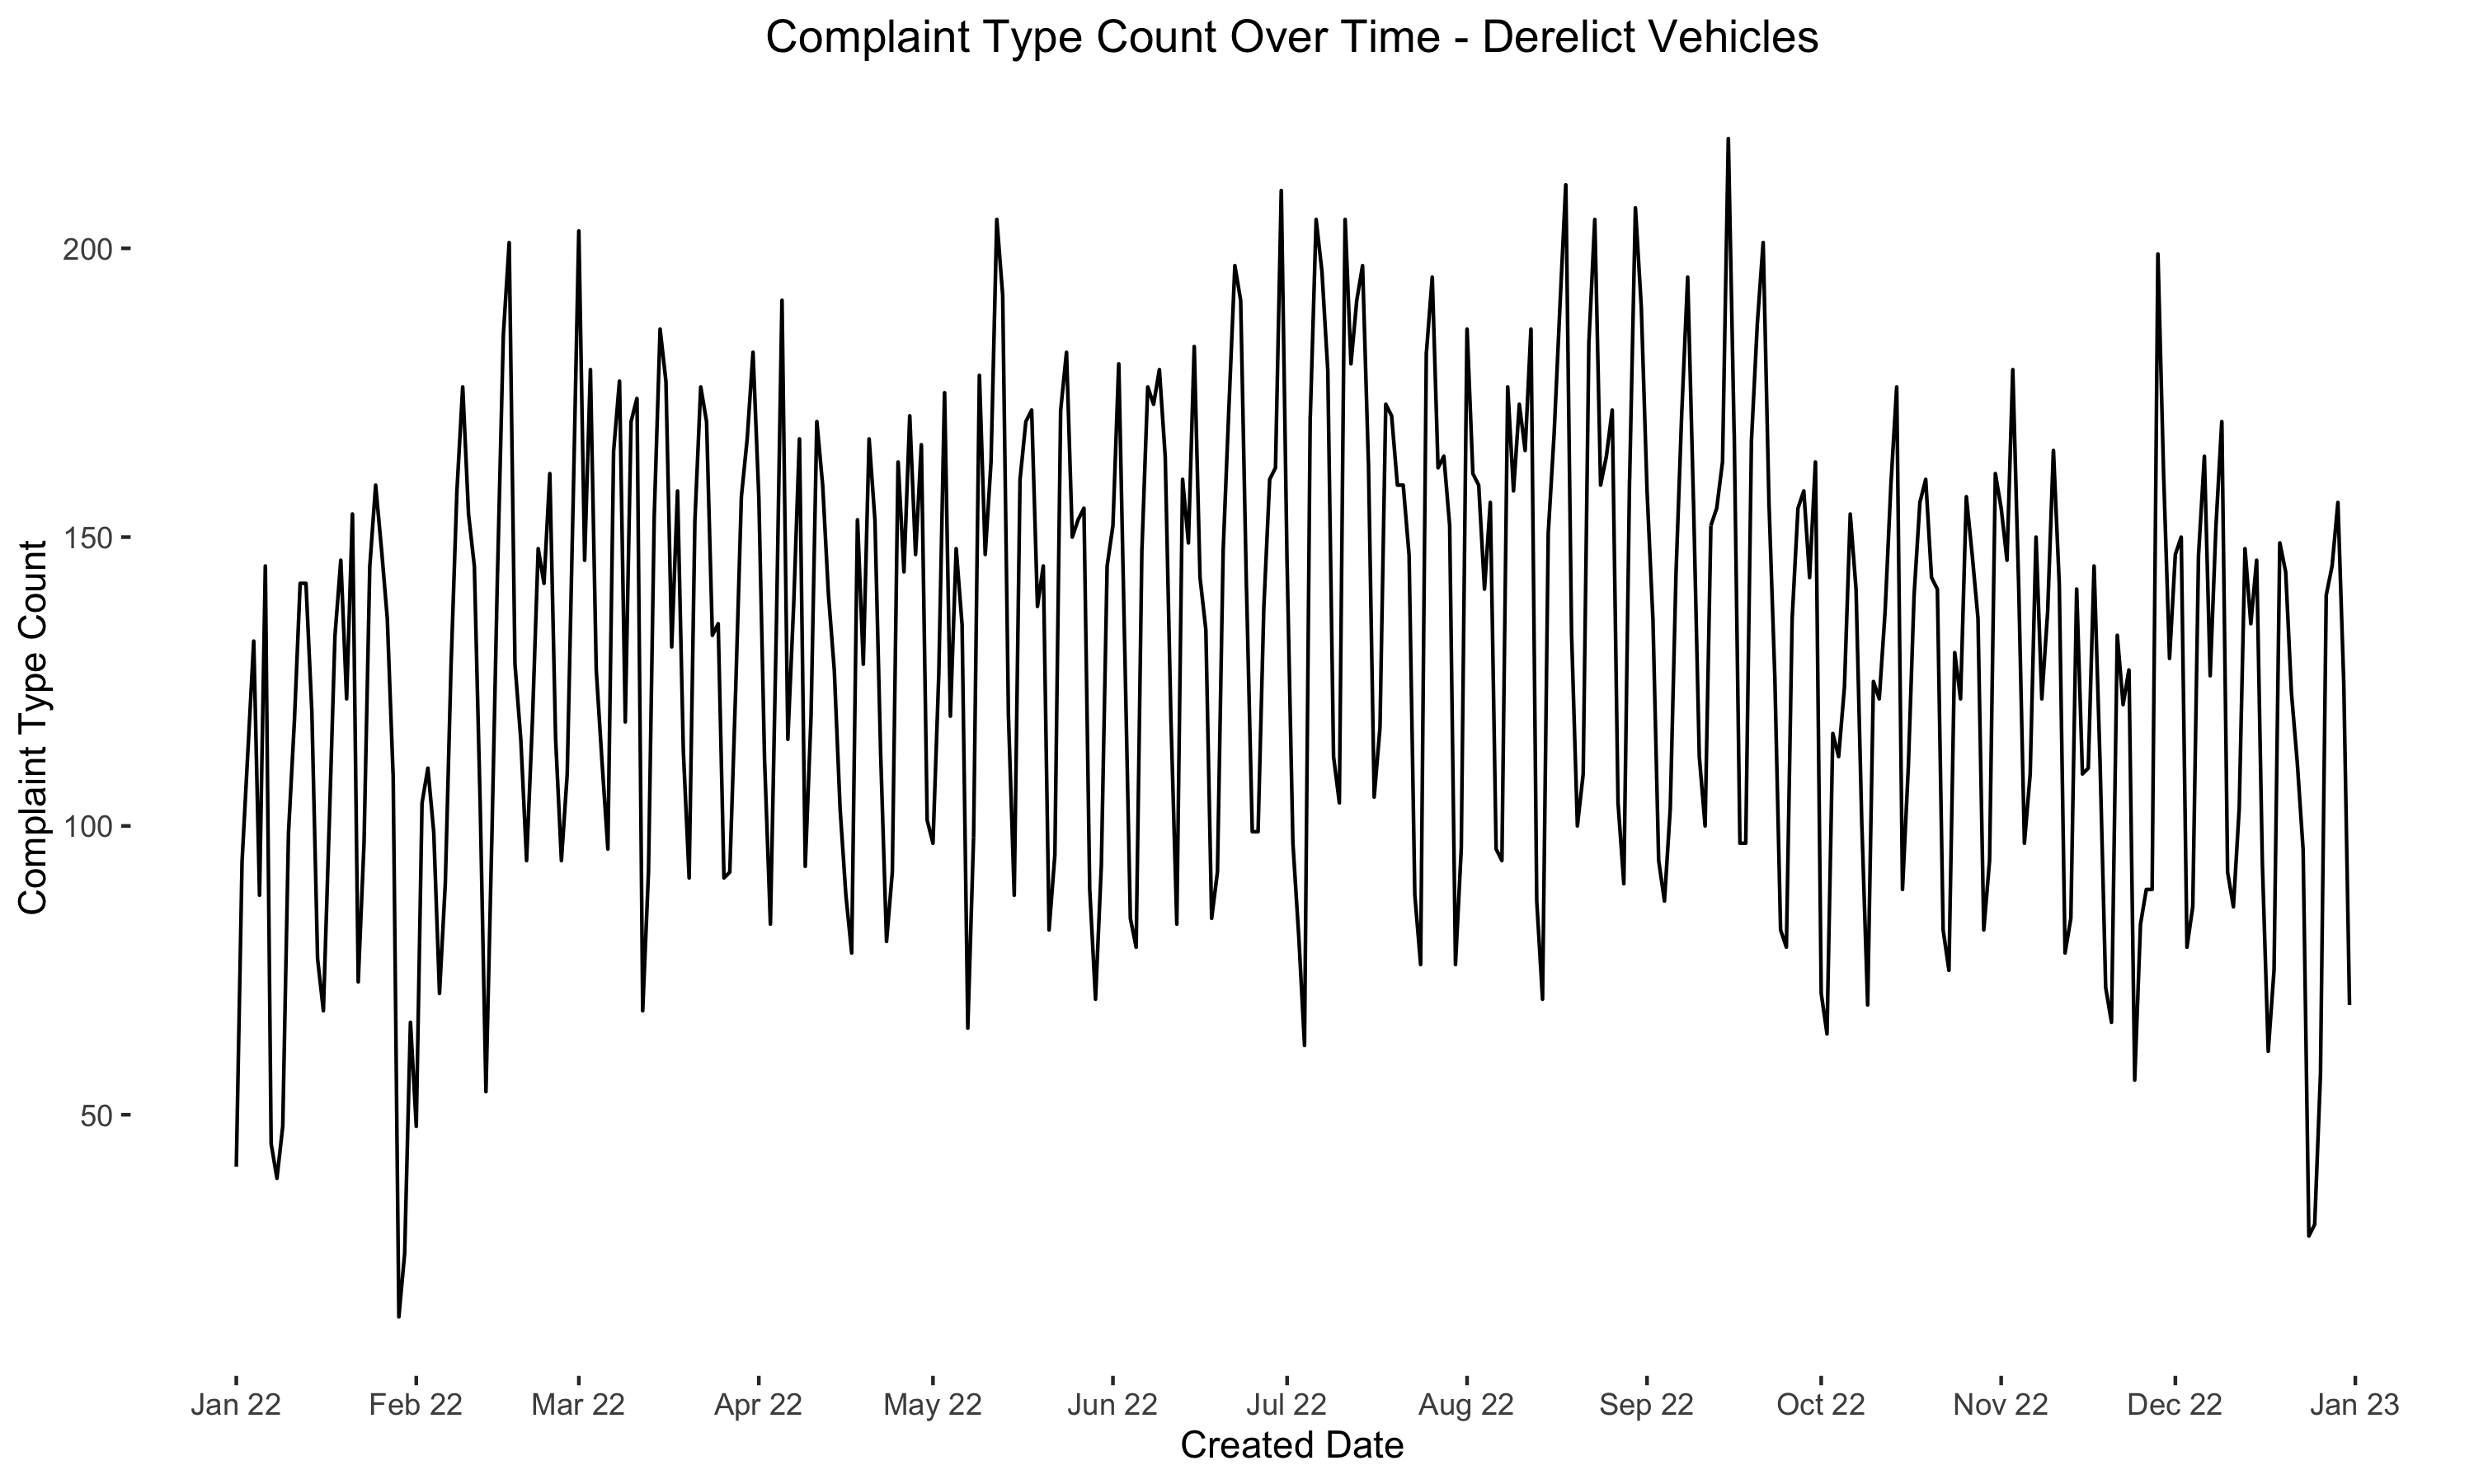 Complaint Type Count Over Time - Derelict Vehicles
Complaint Type Count
200
150
100
50
Jan 22 Feb 22 Mar 22 Apr 22 May 22 Jun 22 Jul 22 Aug 22 Sep 22 Oct 22 Nov 22 Dec 22 Jan 23
Created Date